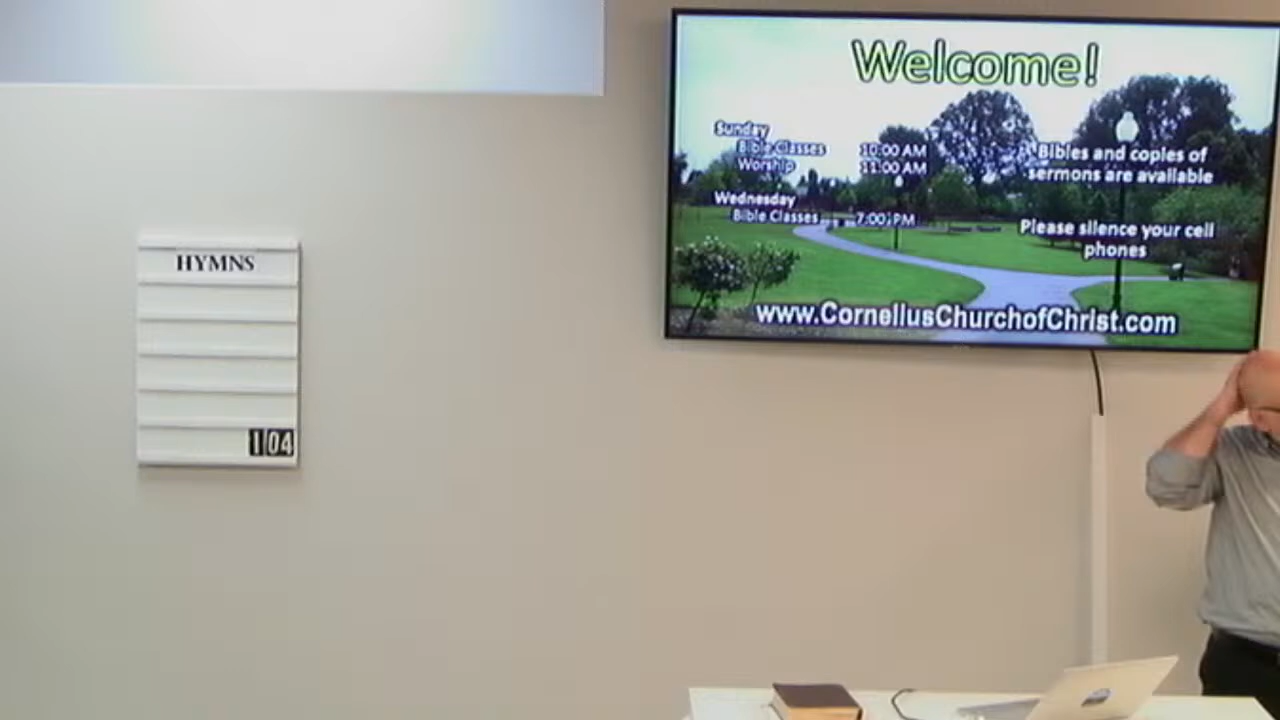 Welcome!
Sunday
Bible Classes 10:00 AM
Worship 11:00 AM
Wednesday
Bible Classes 7:00 PM
Bibles and copies of
sermons are available
Please silence your cell
phones
www.CorneliusChurchofChrist.com
HYMNS
104